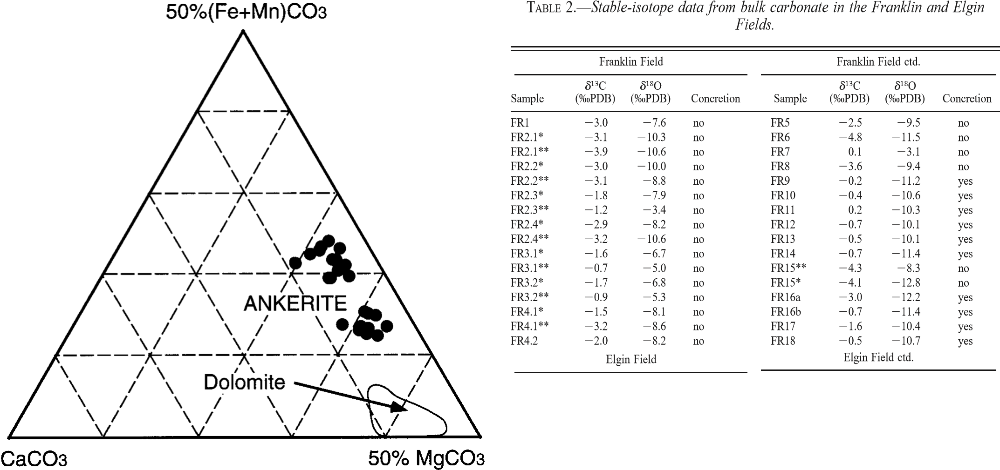 50%(Fe+Mn)CO3
ANKERITE
Dolomite
CaCO3
50% MgCO3
TABLE 2.—Stable-isotope data from bulk carbonate in the Franklin and Elgin
Fields.
Franklin Field Franklin Field ctd.
δ13C δ18O δ13C δ18O
Sample (‰PDB) (‰PDB) Concretion Sample (‰PDB) (‰PDB) Concretion
FR1 −3.0 −7.6 no FR5 −2.5 −9.5 no
FR2.1* −3.1 −10.3 no FR6 −4.8 −11.5 no
FR2.1** −3.9 −10.6 no FR7 0.1 −3.1 no
FR2.2* −3.0 −10.0 no FR8 −3.6 −9.4 no
FR2.2** −3.1 −8.8 no FR9 −0.2 −11.2 yes
FR2.3* −1.8 −7.9 no FR10 −0.4 −10.6 yes
FR2.3** −1.2 −3.4 no FR11 0.2 −10.3 yes
FR2.4* −2.9 −8.2 no FR12 −0.7 −10.1 yes
FR2.4** −3.2 −10.6 no FR13 −0.5 −10.1 yes
FR3.1* −1.6 −6.7 no FR14 −0.7 −11.4 yes
FR3.1** −0.7 −5.0 no FR15** −4.3 −8.3 no
FR3.2* −1.7 −6.8 no FR15* −4.1 −12.8 no
FR3.2** −0.9 −5.3 no FR16a −3.0 −12.2 yes
FR4.1* −1.5 −8.1 no FR16b −0.7 −11.4 yes
FR4.1** −3.2 −8.6 no FR17 −1.6 −10.4 yes
FR4.2 −2.0 −8.2 no FR18 −0.5 −10.7 yes
Elgin Field Elgin Field ctd.